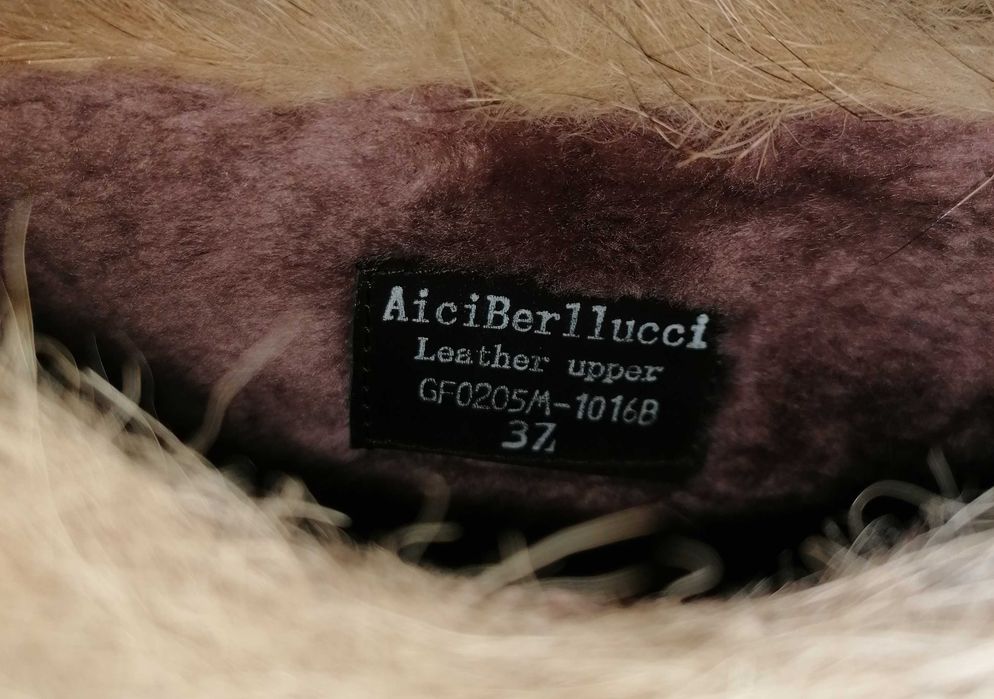 AiciBerllucci
Leather upper
GF0205M-1016B
37